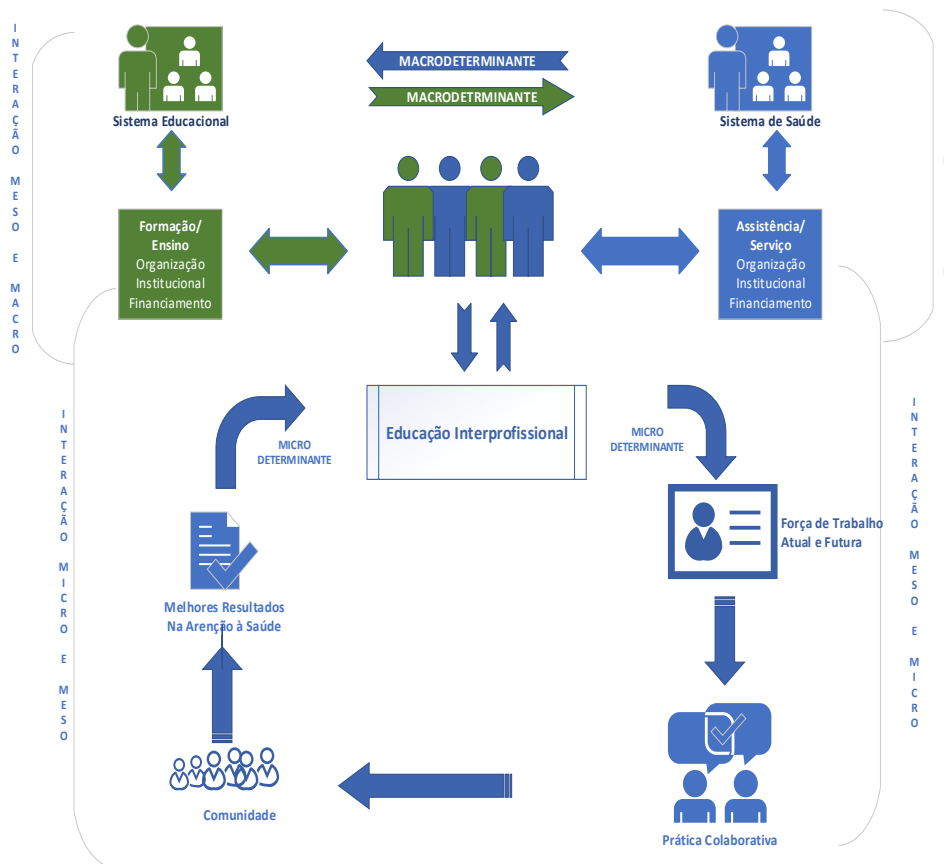 INTERAÇÃO MESO E MACRO
MACRODETERMINANTE
MACRODETRMINANTE
Sistema Educacional
Sistema de Saúde
Formação/
Ensino
Organização
Institucional
Financiamento
Assistência/
Serviço
Organização
Institucional
Financiamento
Educação Interprofissional
MICRO
DETERMINANTE
MICRO
DETERMINANTE
INTERAÇÃO MICRO E MESO
INTERAÇÃO MESO E MICRO
Força de Trabalho
Atual e Futura
Melhores Resultados
Na Arenção à Saúde
Comunidade
Prática Colaborativa